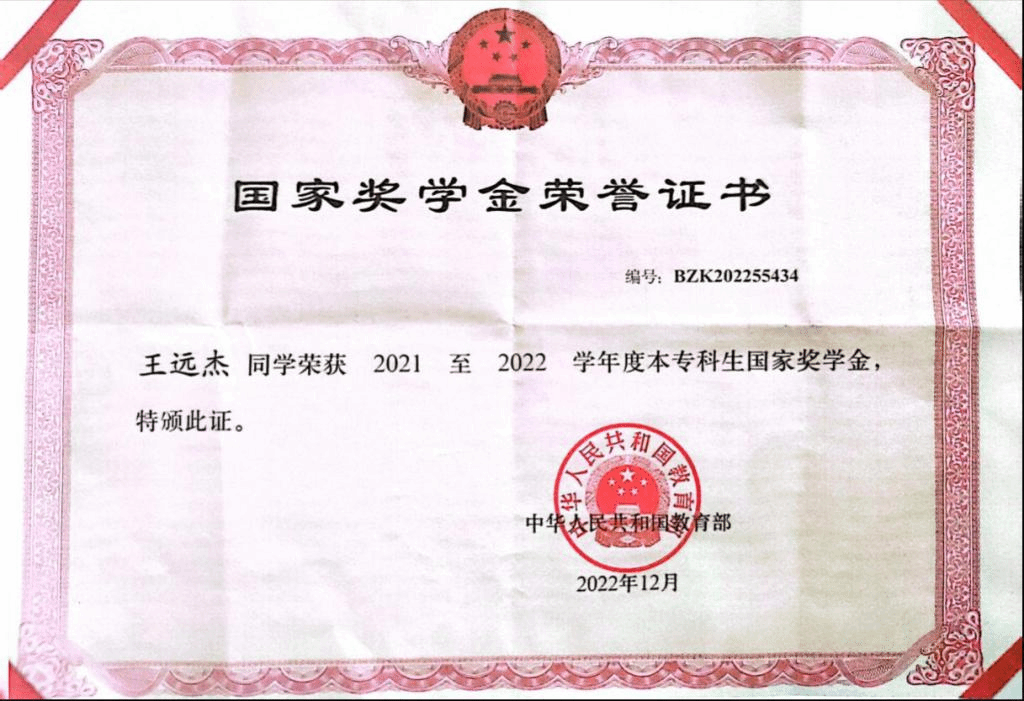 国家奖学金荣誉证书
编号：BZK202255434
王远杰 同学荣获 2021 至 2022 学年度本专科生国家奖学金，
特颁此证。
中华人民共和国教育部
中华人民共和国教育部
2022年12月